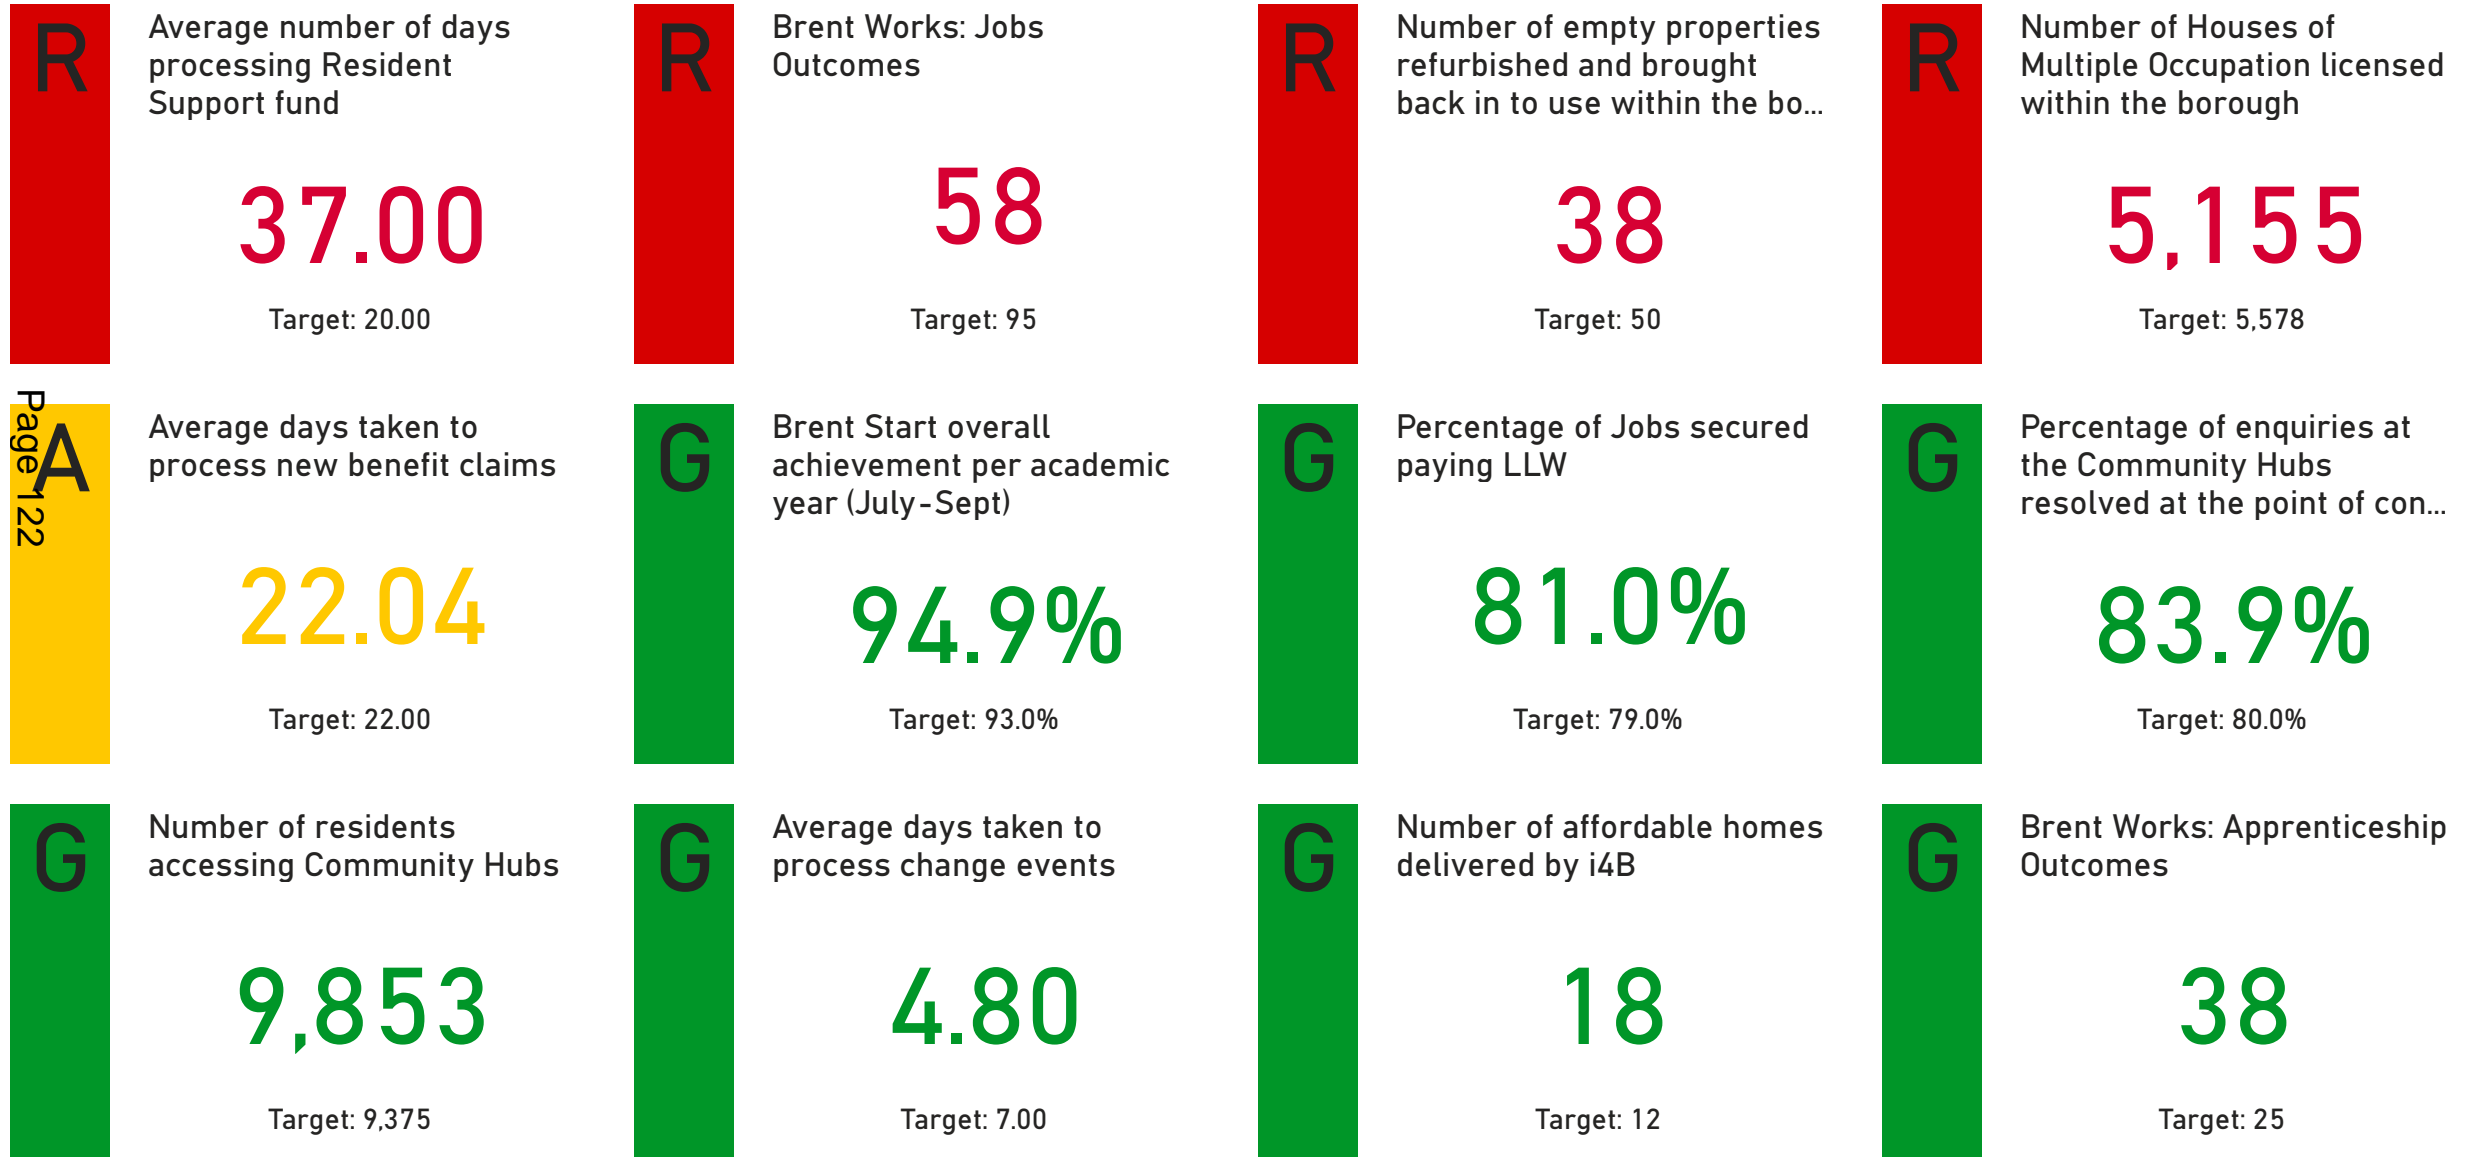 R
Average number of days
processing Resident
Support fund
37.00
Target: 20.00
R
Brent Works: Jobs
Outcomes
58
Target: 95
R
Number of empty properties
refurbished and brought
back in to use within the bo...
38
Target: 50
R
Number of Houses of
Multiple Occupation licensed
within the borough
5,155
Target: 5,578
Page 122
A
Average days taken to
process new benefit claims
22.04
Target: 22.00
G
Brent Start overall
achievement per academic
year (July-Sept)
94.9%
Target: 93.0%
G
Percentage of Jobs secured
paying LLW
81.0%
Target: 79.0%
G
Percentage of enquiries at
the Community Hubs
resolved at the point of con...
83.9%
Target: 80.0%
G
Number of residents
accessing Community Hubs
9,853
Target: 9,375
G
Average days taken to
process change events
4.80
Target: 7.00
G
Number of affordable homes
delivered by i4B
18
Target: 12
G
Brent Works: Apprenticeship
Outcomes
38
Target: 25